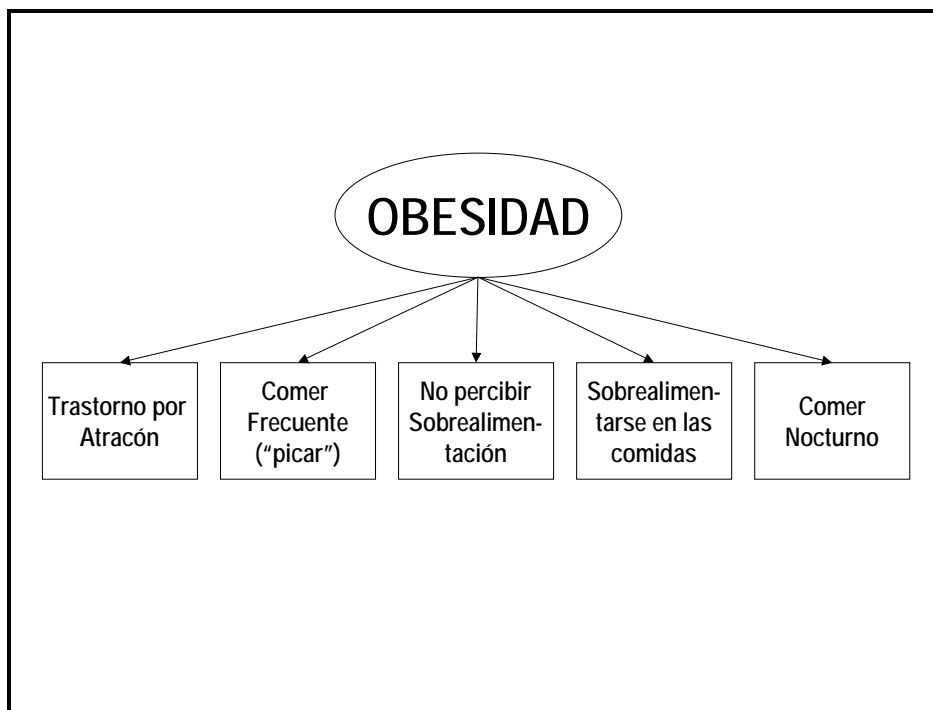 OBESIDAD
Trastorno por
Atracón
Comer
Frecuente
(“picar”)
No percibir
Sobrealimen-
tación
Sobrealimen-
tarse en las
comidas
Comer
Nocturno